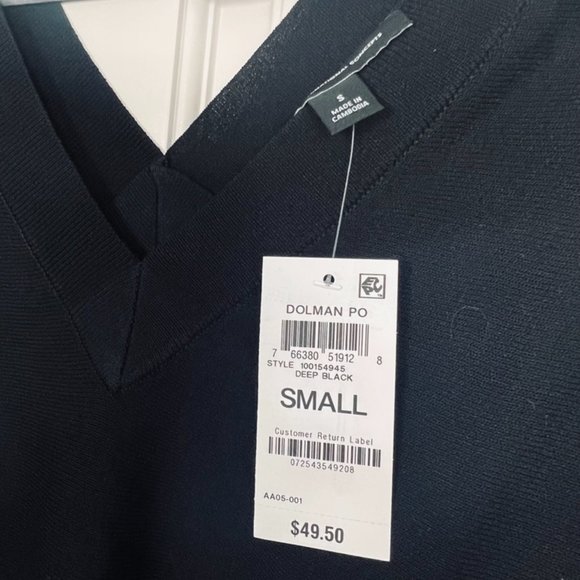 CONCEPTS
S
MADE IN
CAMBODIA
DOLMAN PO
7 66380 51912 8
STYLE 100154945
DEEP BLACK
SMALL
Customer Return Label
072543549208
AA05-001
$49.50